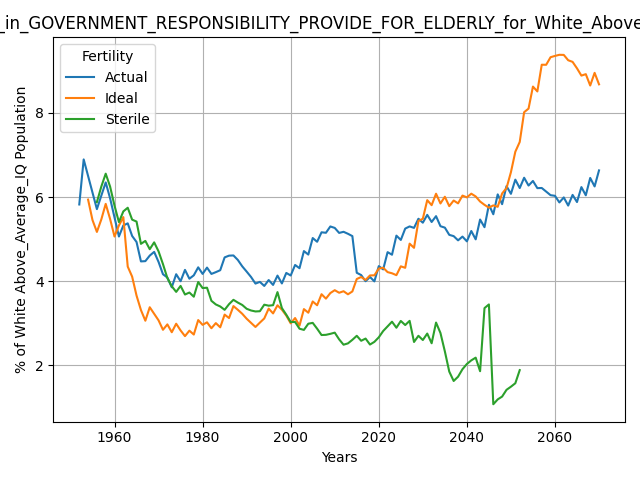 _in_GOVERNMENT_RESPONSIBILITY_PROVIDE_FOR_ELDERLY_for_White_Above
Fertility
Actual
Ideal
Sterile
% of White Above_Average_IQ Population
8
6
4
2
1960 1980 2000 2020 2040 2060
Years